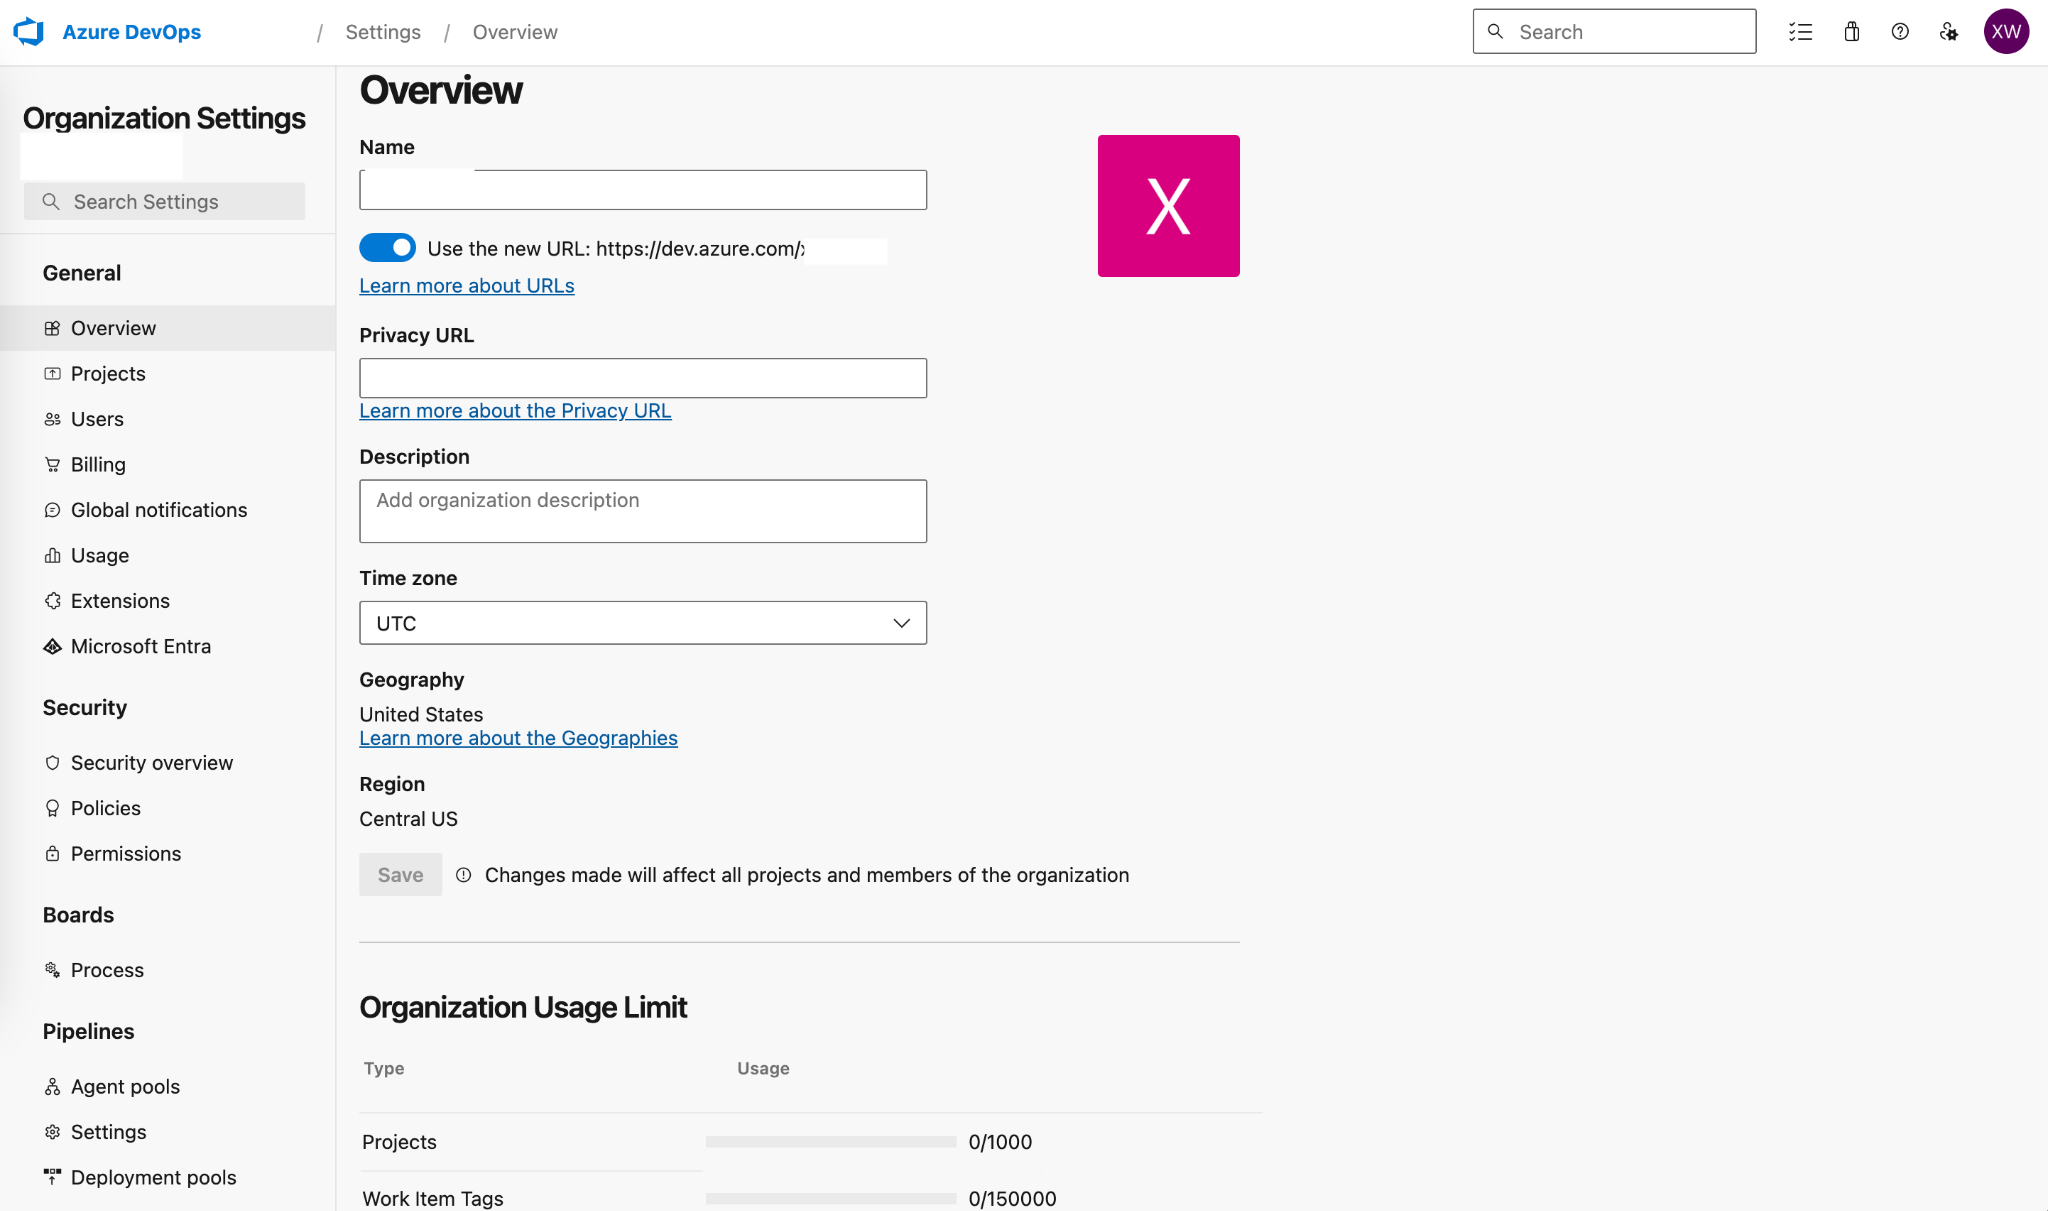 Azure DevOps / Settings / Overview
Search
XW
Organization Settings
Search Settings
General
Overview
Projects
Users
Billing
Global notifications
Usage
Extensions
Microsoft Entra
Security
Security overview
Policies
Permissions
Boards
Process
Pipelines
Agent pools
Settings
Deployment pools
Overview
Name
X
Use the new URL: https://dev.azure.com/x
Learn more about URLs
Privacy URL
Learn more about the Privacy URL
Description
Add organization description
Time zone
UTC
Geography
United States
Learn more about the Geographies
Region
Central US
Save
Changes made will affect all projects and members of the organization
Organization Usage Limit
Type Usage
Projects 0/1000
Work Item Tags 0/150000